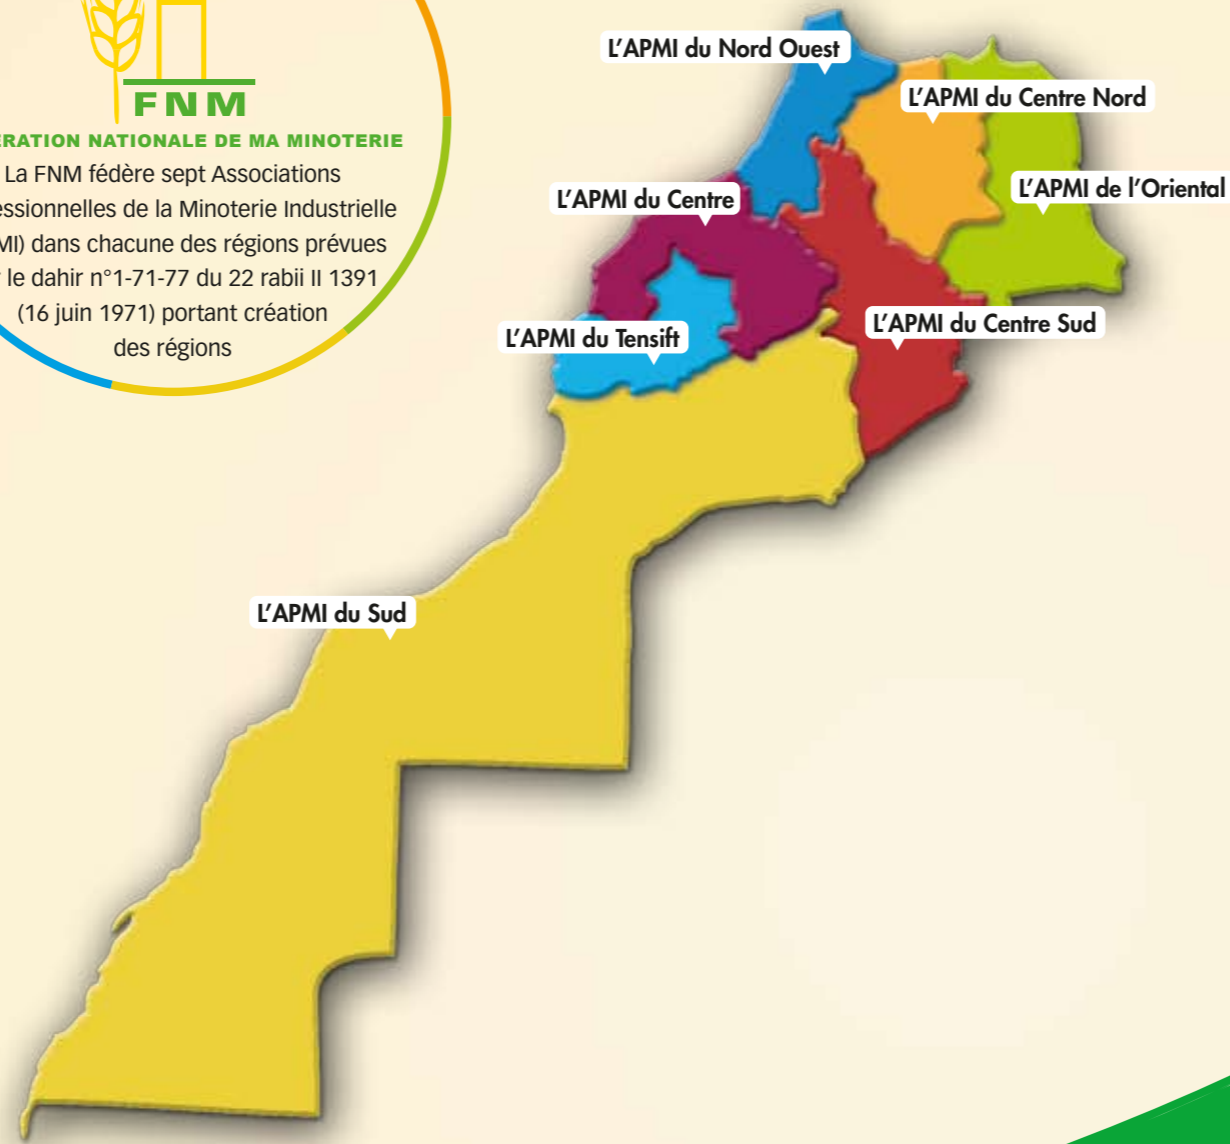 FNM
RATION NATIONALE DE MA MINOTERIE
La FNM fédère sept Associations
essionnelles de la Minoterie Industrielle
MI) dans chacune des régions prévues
le dahir n°1-71-77 du 22 rabii II 1391
(16 juin 1971) portant création
des régions
L'APMI du Nord Ouest
L'APMI du Centre Nord
L'APMI de l'Oriental
L'APMI du Centre
L'APMI du Centre Sud
L'APMI du Tensift
L'APMI du Sud